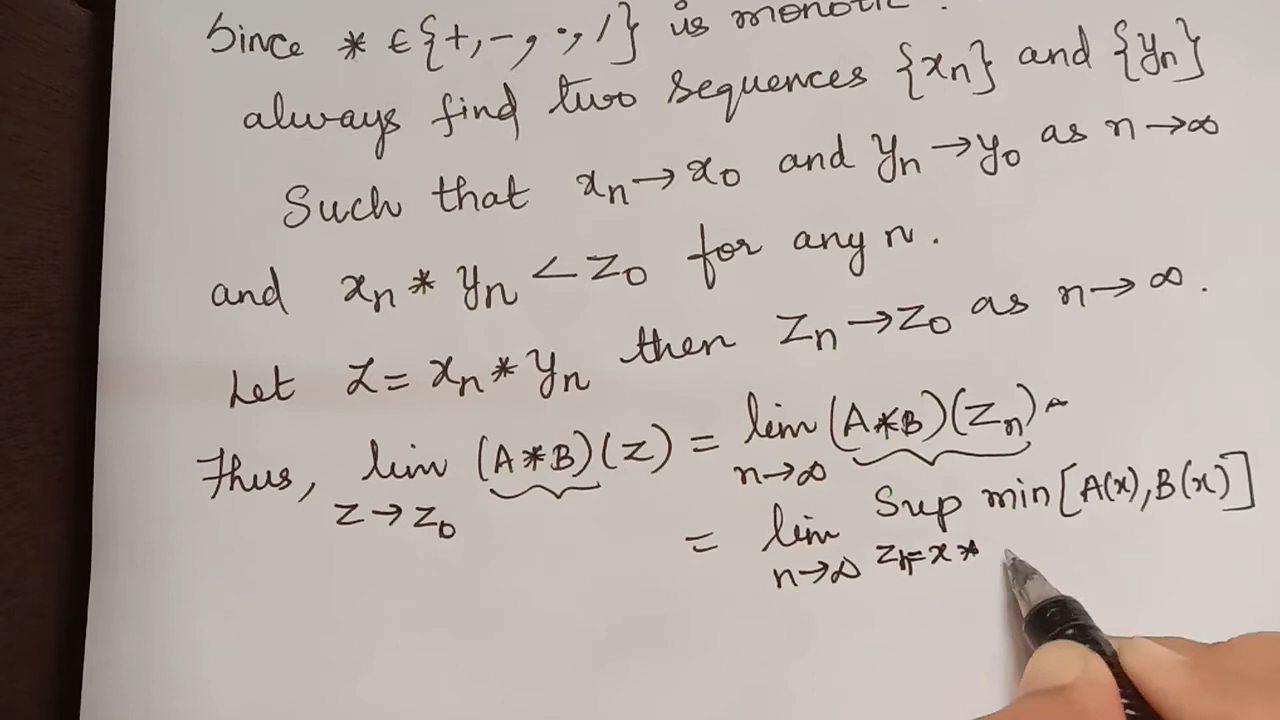 Since * ∈ {+, -, ·, /} is monotic.
always find two sequences {xn} and {yn}
Such that xn → x0 and yn → y0 as n → ∞
and xn * yn < z0 for any n.
Let z = xn * yn then zn → z0 as n → ∞.
Thus, lim (A*B)(z) = lim (A*B)(zn)
z → z0 n → ∞
= lim Sup min[A(x), B(x)]
n → ∞ zn = x *